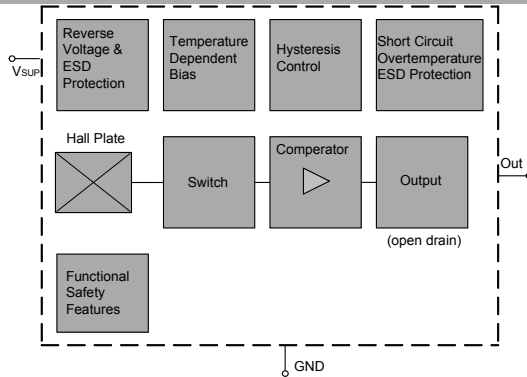 Reverse
Voltage &
ESD
Protection
Temperature
Dependent
Bias
Hysteresis
Control
Short Circuit
Overtemperature
ESD Protection
VSUP
Hall Plate
Switch
Comperator
Output
Out
(open drain)
Functional
Safety
Features
GND